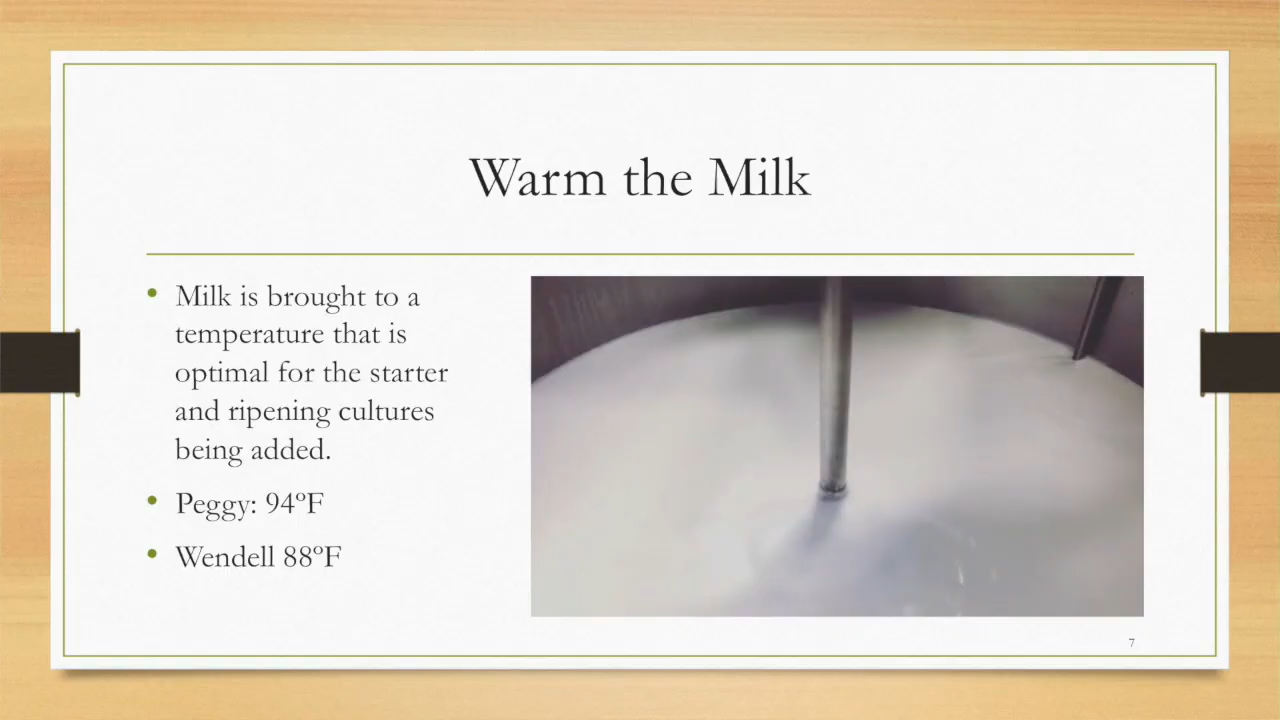 Warm the Milk
• Milk is brought to a
temperature that is
optimal for the starter
and ripening cultures
being added.
• Peggy: 94ºF
• Wendell 88ºF
7